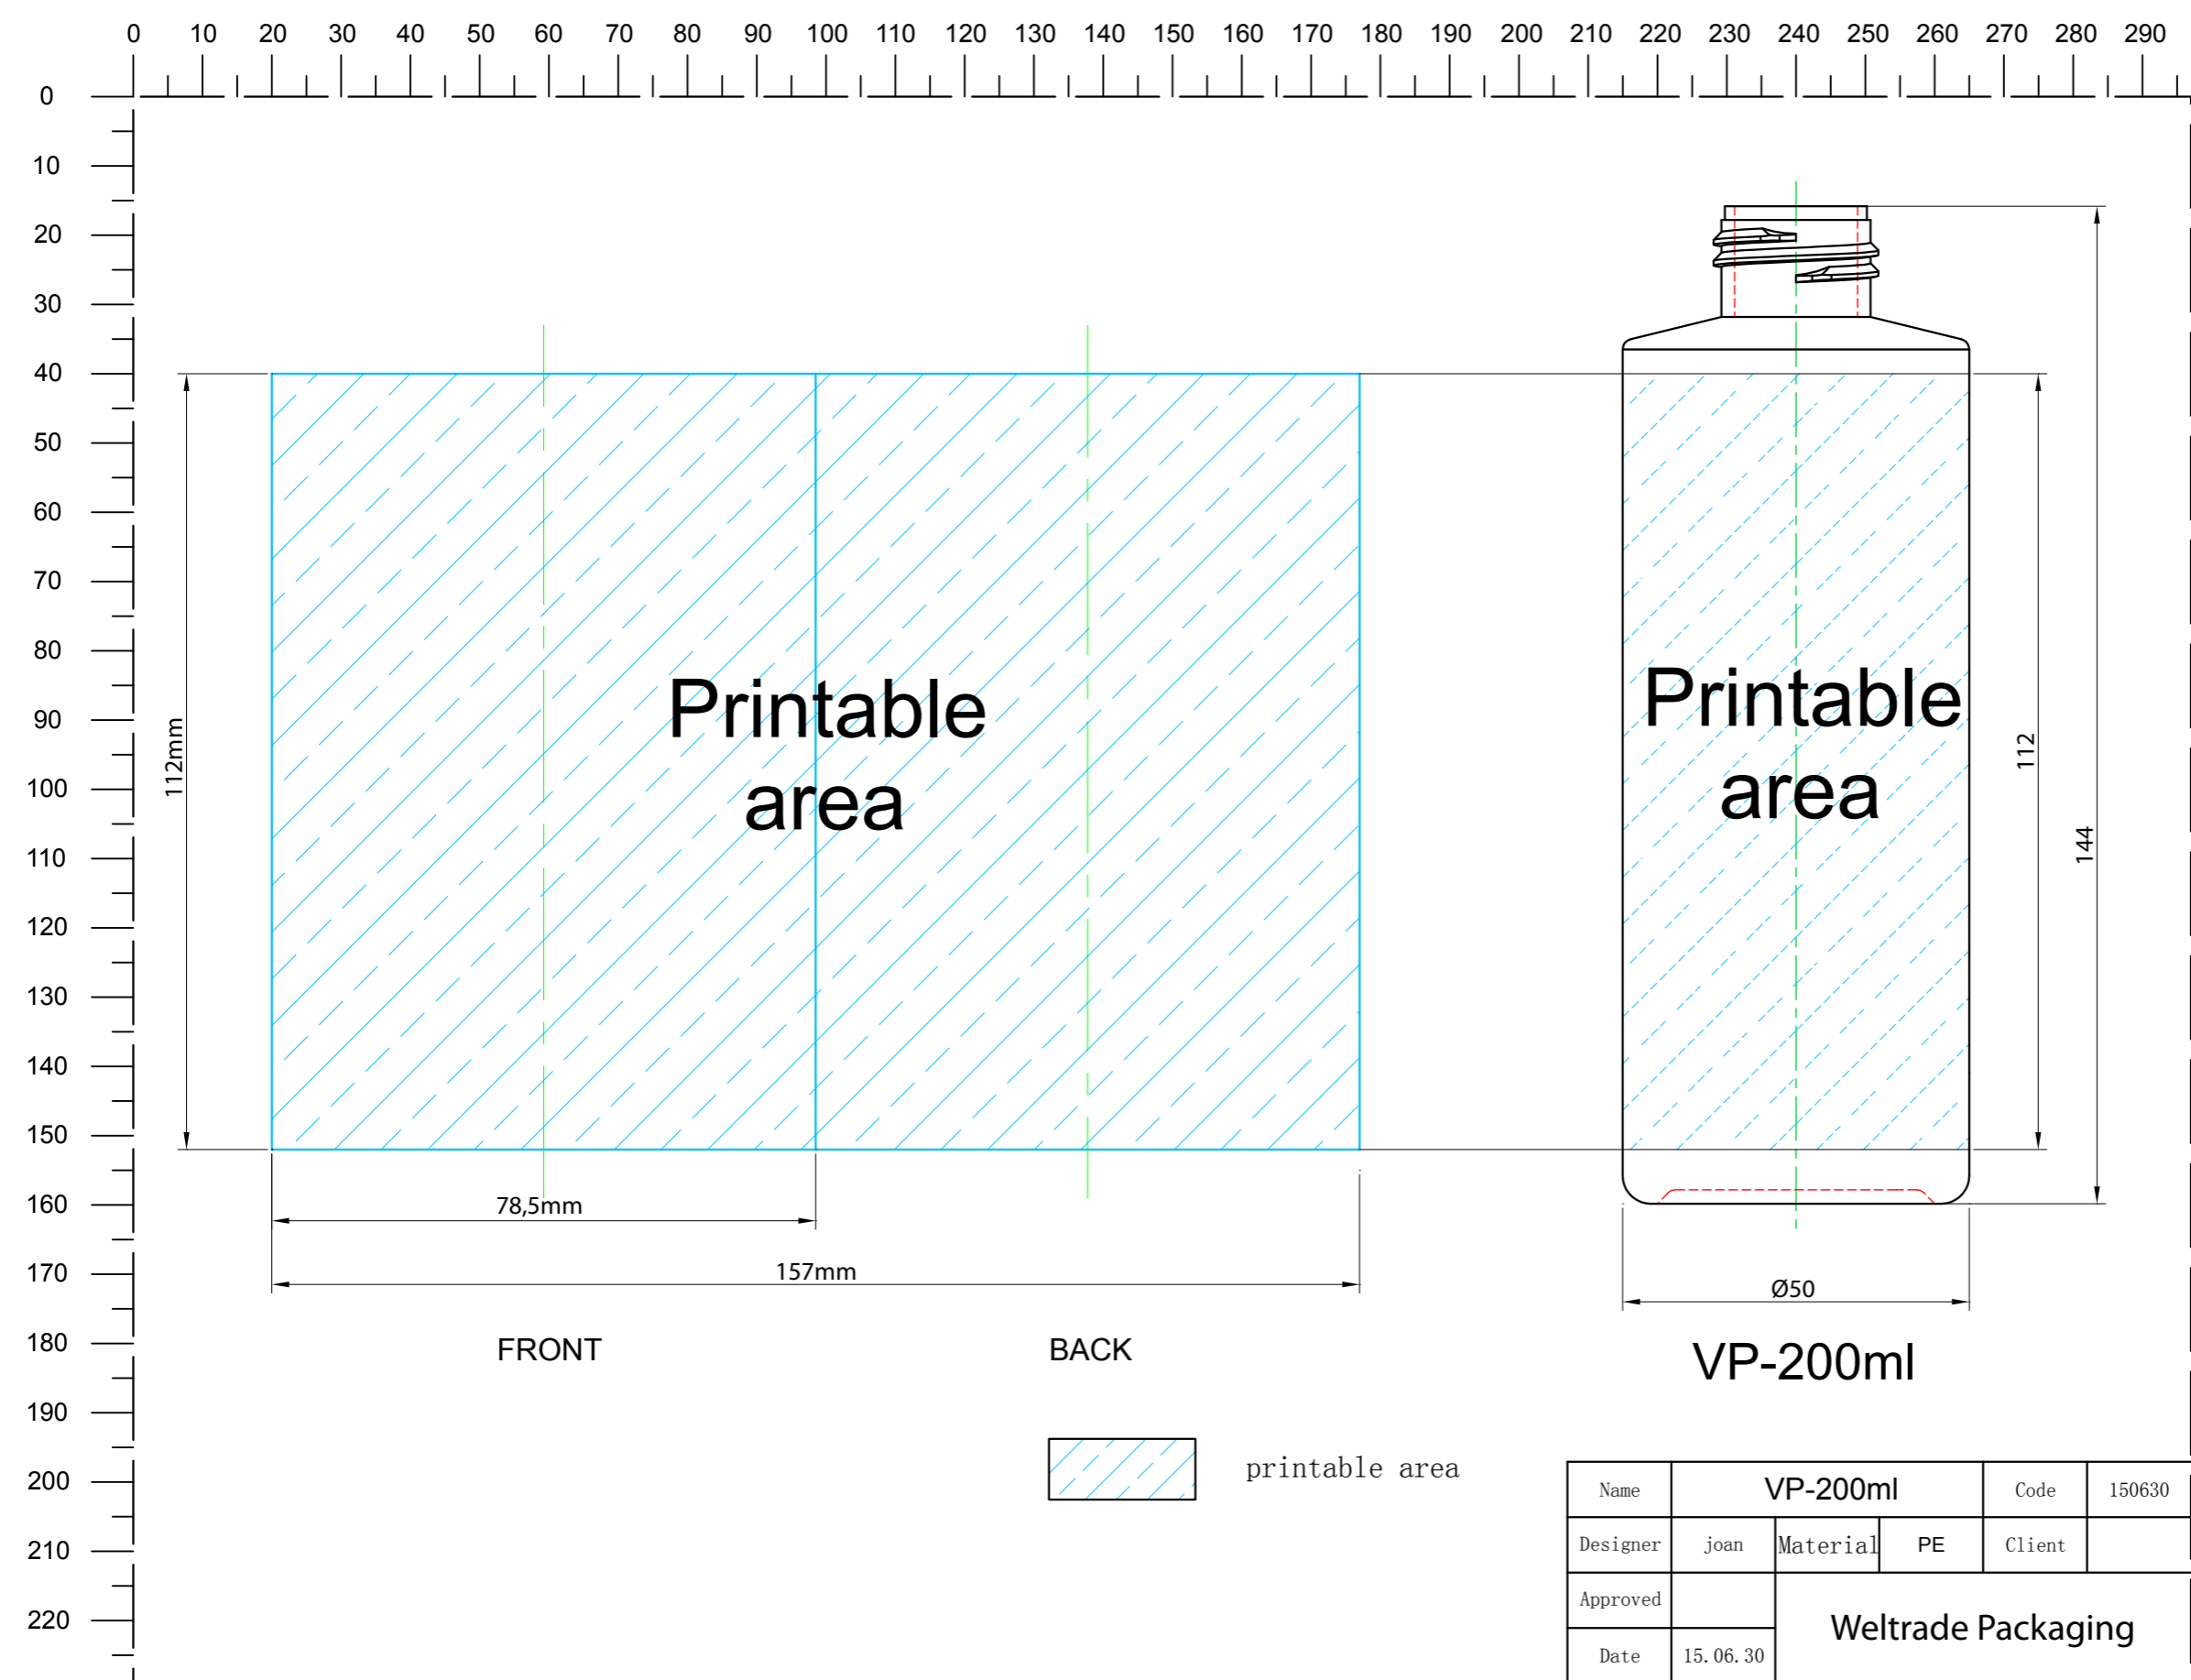 0 10 20 30 40 50 60 70 80 90 100 110 120 130 140 150 160 170 180 190 200 210 220 230 240 250 260 270 280 290
0
10
20
30
40
50
60
70
80
90
100
110
120
130
140
150
160
170
180
190
200
210
220
Printable
area
112mm
78,5mm
157mm
FRONT
BACK
Printable
area
112
144
Ø50
VP-200ml
printable area
Name VP-200ml Code 150630
Designer joan Material PE Client
Approved
Weltrade Packaging
Date 15.06.30